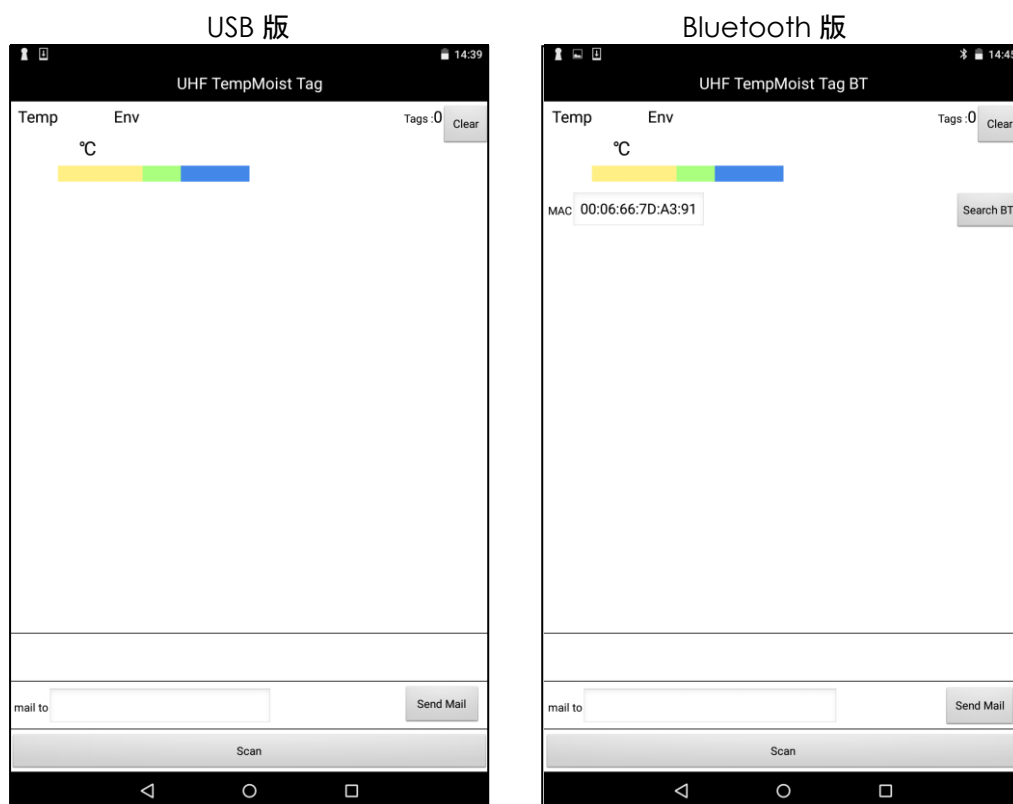 USB 版
14:39
UHF TempMoist Tag
Temp Env Tags :0 Clear
℃
mail to Send Mail
Scan
Bluetooth 版
14:45
UHF TempMoist Tag BT
Temp Env Tags :0 Clear
℃
MAC 00:06:66:7D:A3:91 Search BT
mail to Send Mail
Scan